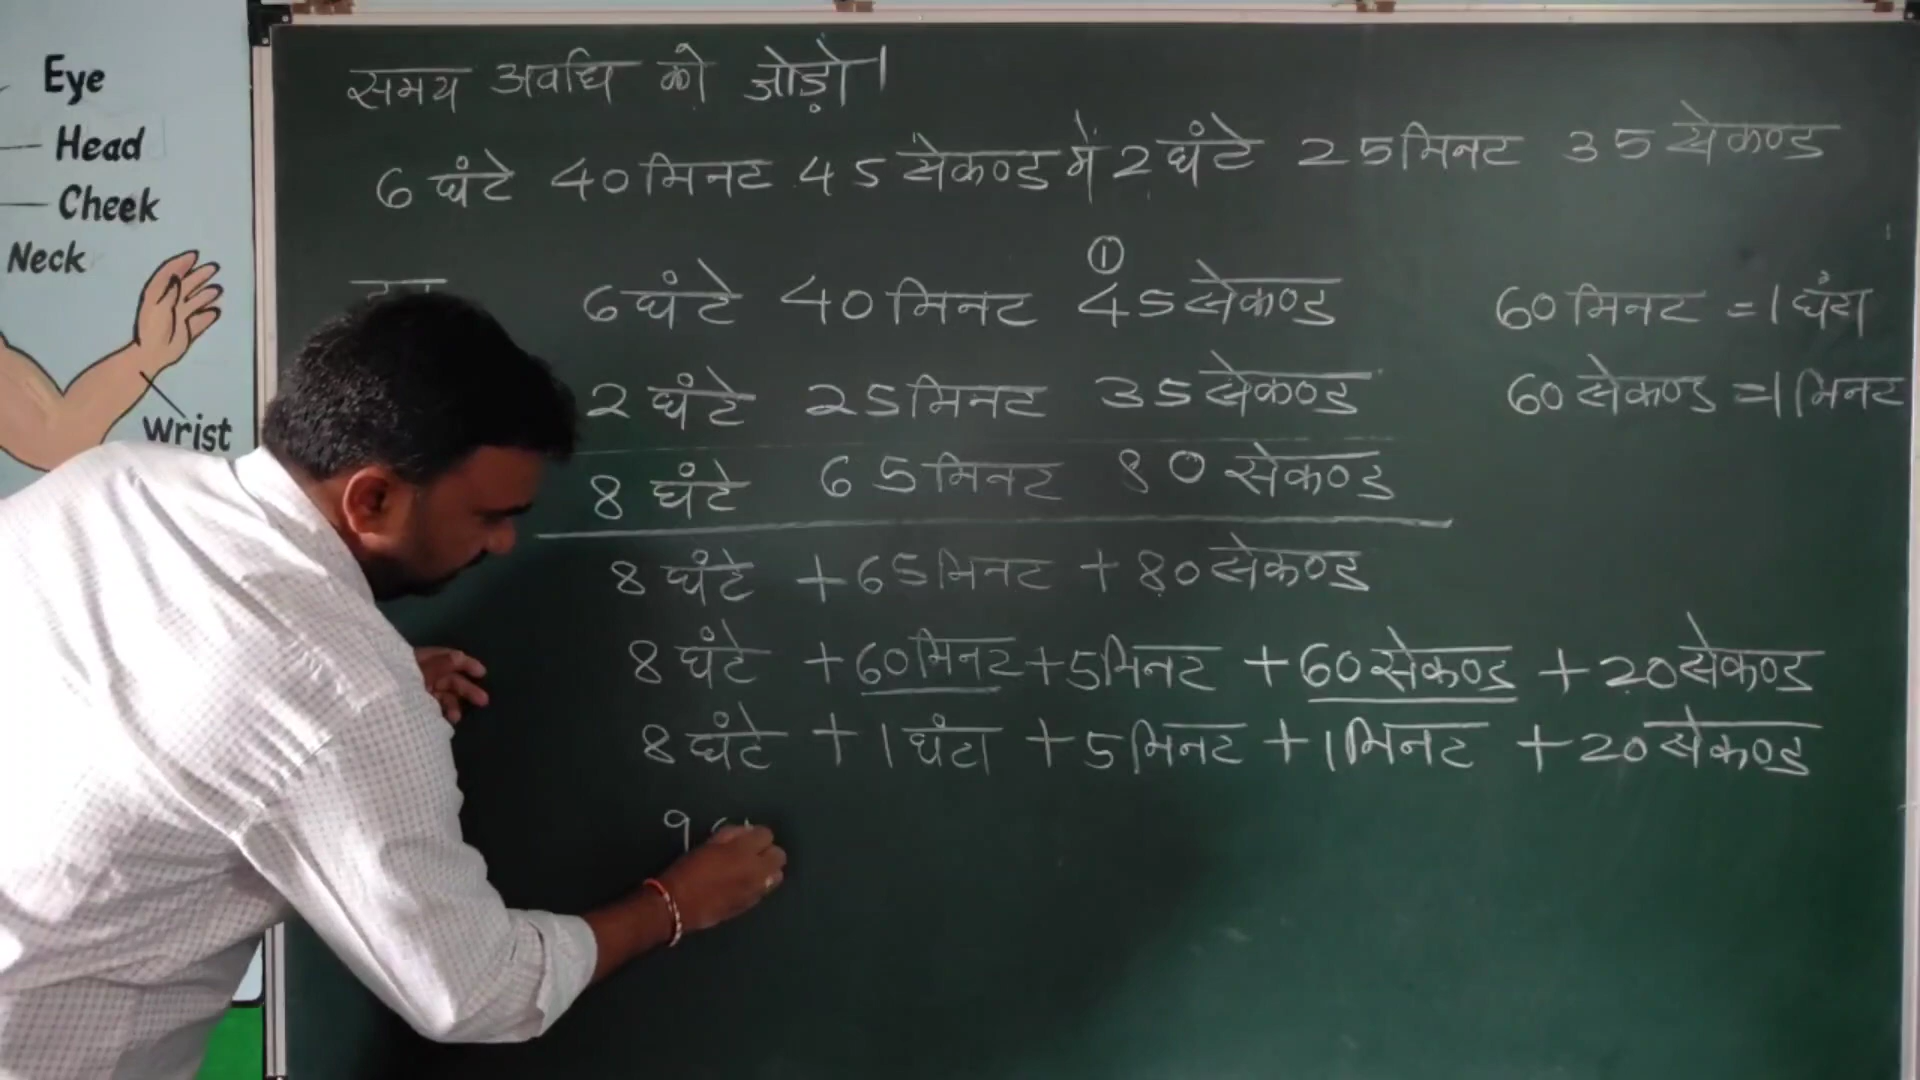 Eye
Head
Cheek
Neck
Wrist
समय अवधि को जोड़ो।
6 घंटे 40 मिनट 45 सेकण्ड में 2 घंटे 25 मिनट 35 सेकण्ड
①
6 घंटे 40 मिनट 45 सेकण्ड
60 मिनट = 1 घंटा
2 घंटे 25 मिनट 35 सेकण्ड
60 सेकण्ड = 1 मिनट
8 घंटे 65 मिनट 80 सेकण्ड
8 घंटे + 65 मिनट + 80 सेकण्ड
8 घंटे + 60 मिनट + 5 मिनट + 60 सेकण्ड + 20 सेकण्ड
8 घंटे + 1 घंटा + 5 मिनट + 1 मिनट + 20 सेकण्ड
9